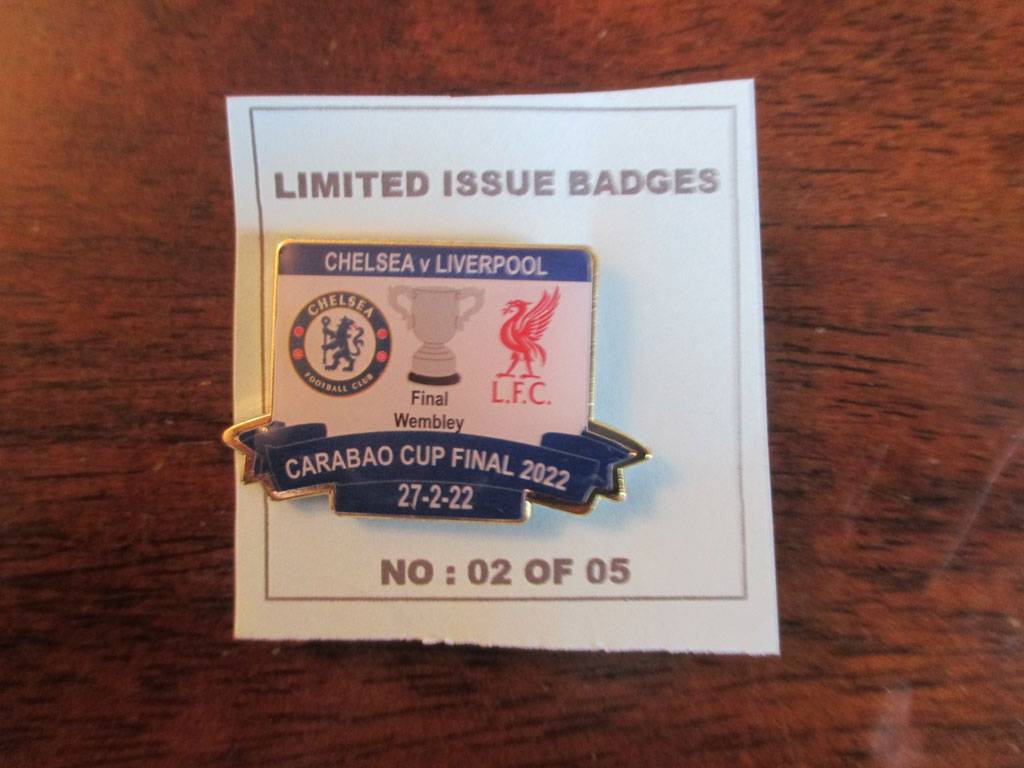 LIMITED ISSUE BADGES
CHELSEA v LIVERPOOL
CHELSEA
FOOTBALL CLUB
L.F.C.
Final
Wembley
CARABAO CUP FINAL 2022
27-2-22
NO : 02 OF 05